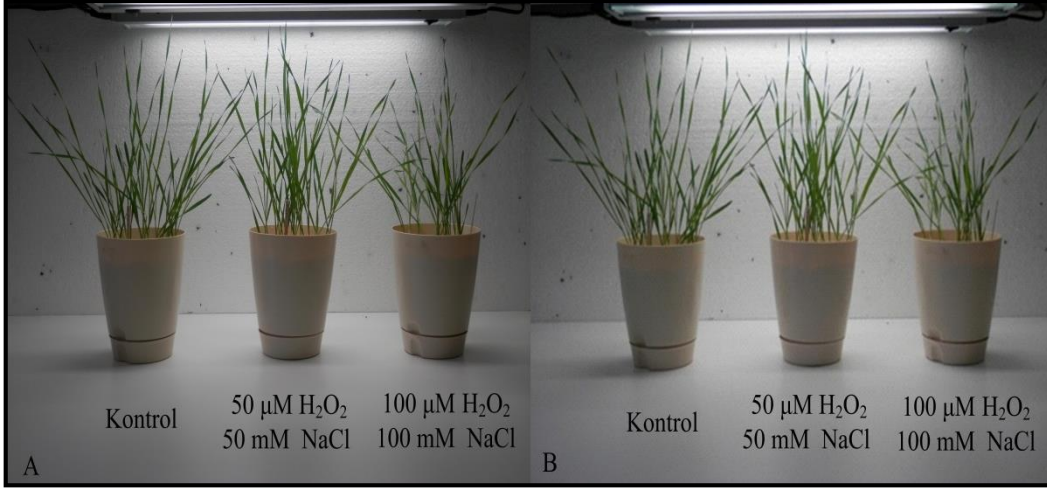 Kontrol
50 μM H₂O₂
50 mM NaCl
100 μM H₂O₂
100 mM NaCl
A
Kontrol
50 μM H₂O₂
50 mM NaCl
100 μM H₂O₂
100 mM NaCl
B